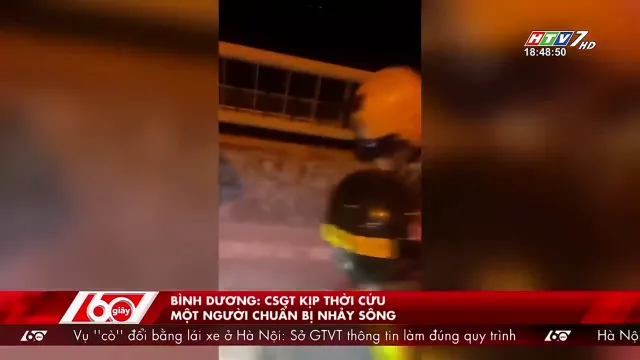 HTV7 HD
18:48:50
60 giây
BÌNH DƯƠNG: CSGT KỊP THỜI CỨU
MỘT NGƯỜI CHUẨN BỊ NHẢY SÔNG
60 Vụ "cò" đổi bằng lái xe ở Hà Nội: Sở GTVT thông tin làm đúng quy trình 60 Hà Nộ